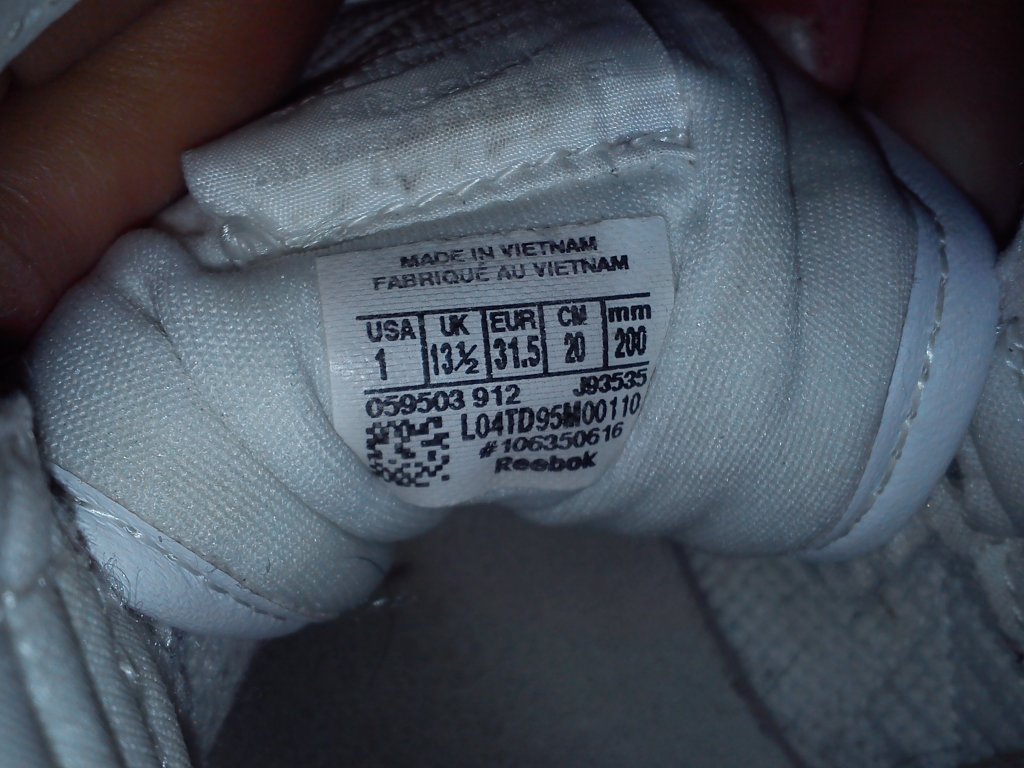 MADE IN VIETNAM
FABRIQUÉ AU VIETNAM
USA UK EUR CM mm
1 13½ 31.5 20 200
059503 912 J93535
L04TD95M00110
#106350616
Reebok